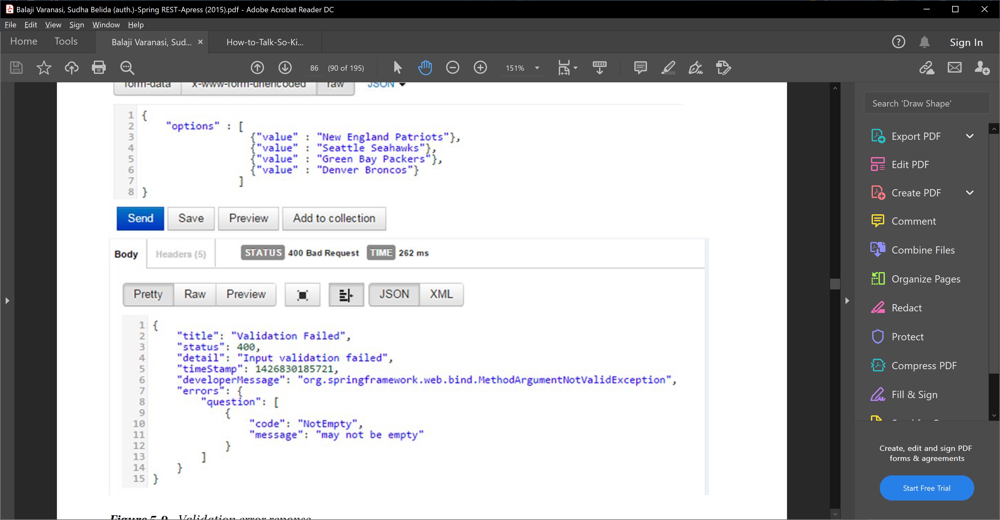 Balaji Varanasi, Sudha Belida (auth.)-Spring REST-Apress (2015).pdf - Adobe Acrobat Reader DC
File Edit View Sign Window Help
Home Tools Balaji Varanasi, Sud... × How-to-Talk-So-Ki... Sign In
86 (90 of 195) 151%
form-data x-www-form-urlencoded raw JSON
1 {
2 "options" : [
3 {"value" : "New England Patriots"},
4 {"value" : "Seattle Seahawks"},
5 {"value" : "Green Bay Packers"},
6 {"value" : "Denver Broncos"}
7 ]
8 }
Send Save Preview Add to collection
Body Headers (5) STATUS 400 Bad Request TIME 262 ms
Pretty Raw Preview JSON XML
1 {
2 "title": "Validation Failed",
3 "status": 400,
4 "detail": "Input validation failed",
5 "timeStamp": 1426830185721,
6 "developerMessage": "org.springframework.web.bind.MethodArgumentNotValidException",
7 "errors": {
8 "question": [
9 {
10 "code": "NotEmpty",
11 "message": "may not be empty"
12 }
13 ]
14 }
15 }
Figure 5-9. Validation error reponse
Search 'Draw Shape'
Export PDF
Edit PDF
Create PDF
Comment
Combine Files
Organize Pages
Redact
Protect
Compress PDF
Fill & Sign
Create, edit and sign PDF
forms & agreements
Start Free Trial